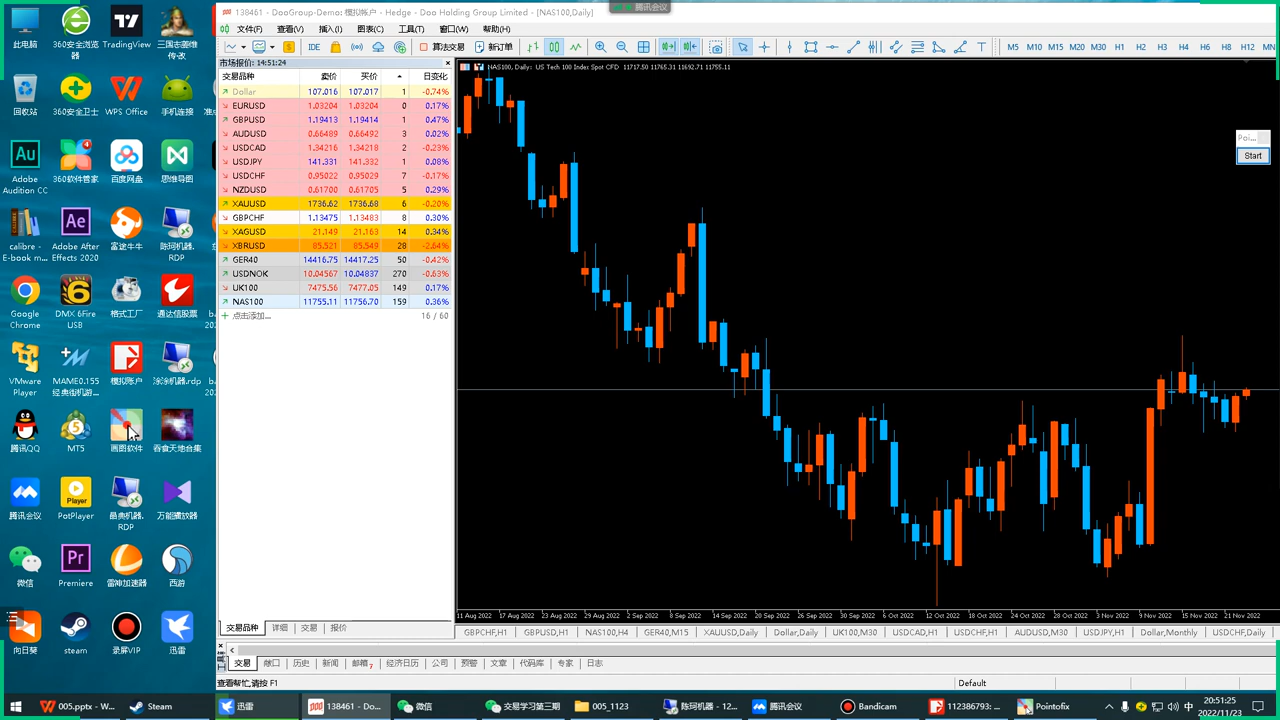 腾讯会议
138461 - DooGroup-Demo: 模拟账户 - Hedge - Doo Holding Group Limited - [NAS100,Daily]
文件(F) 查看(V) 插入(I) 图表(C) 工具(T) 窗口(W) 帮助(H)
IDE 算法交易 新订单 M5 M10 M15 M20 M30 H1 H2 H3 H4 H6 H8 H12 MN
市场报价: 14:51:24
交易品种 卖价 买价 日变化
Dollar 107.016 107.017 1 -0.74%
EURUSD 1.03204 1.03204 0 0.17%
GBPUSD 1.19413 1.19414 1 0.47%
AUDUSD 0.66489 0.66492 3 0.02%
USDCAD 1.34216 1.34218 2 -0.23%
USDJPY 141.331 141.332 1 0.08%
USDCHF 0.95022 0.95029 7 -0.17%
NZDUSD 0.61700 0.61705 5 0.29%
XAUUSD 1736.62 1736.68 6 -0.20%
GBPCHF 1.13475 1.13483 8 0.30%
XAGUSD 21.149 21.163 14 0.34%
XBRUSD 85.521 85.549 28 -2.64%
GER40 14416.75 14417.25 50 -0.42%
USDNOK 10.04567 10.04837 270 -0.63%
UK100 7475.56 7477.05 149 0.17%
NAS100 11755.11 11756.70 159 0.36%
点击添加... 16 / 60
交易品种 详细 交易 报价
NAS100, Daily: US Tech 100 Index Spot CFD 11717.50 11765.31 11692.71 11755.11
Start
11 Aug 2022 17 Aug 2022 23 Aug 2022 29 Aug 2022 2 Sep 2022 8 Sep 2022 14 Sep 2022 20 Sep 2022 26 Sep 2022 30 Sep 2022 6 Oct 2022 12 Oct 2022 18 Oct 2022 24 Oct 2022 28 Oct 2022 3 Nov 2022 9 Nov 2022 15 Nov 2022 21 Nov 2022
GBPCHF,H1 GBPUSD,H1 NAS100,H4 GER40,M15 XAUUSD,Daily Dollar,Daily UK100,M30 USDCAD,H1 USDCHF,H1 AUDUSD,M30 USDJPY,H1 Dollar,Monthly USDCHF,Daily
交易 敞口 历史 新闻 邮箱7 经济日历 公司 预警 文章 代码库 专家 日志
查看帮忙,请按 F1 Default
此电脑 360安全浏览器 TradingView 三国志英雄传-改
回收站 360安全卫士 WPS Office 手机连接
Adobe Audition CC 360软件管家 百度网盘 思维导图
calibre - E-book m... Adobe After Effects 2020 富途牛牛 陈珂机器.RDP
Google Chrome DMX 6Fire USB 格式工厂 通达信股票
VMware Player MAME0.155 经典街机游... 模拟账户 涂涂机器.rdp
腾讯QQ MT5 画图软件 吞食天地合集
腾讯会议 PotPlayer 万能播放器
微信 Premiere 雷神加速器 西游
向日葵 steam 录屏VIP 迅雷
005.pptx - W... Steam 迅雷 138461 - Do... 微信 交易学习第三期 005_1123 陈珂机器 - 12... 腾讯会议 Bandicam 112386793: ... Pointofix 中 20:51:25
2022/11/23